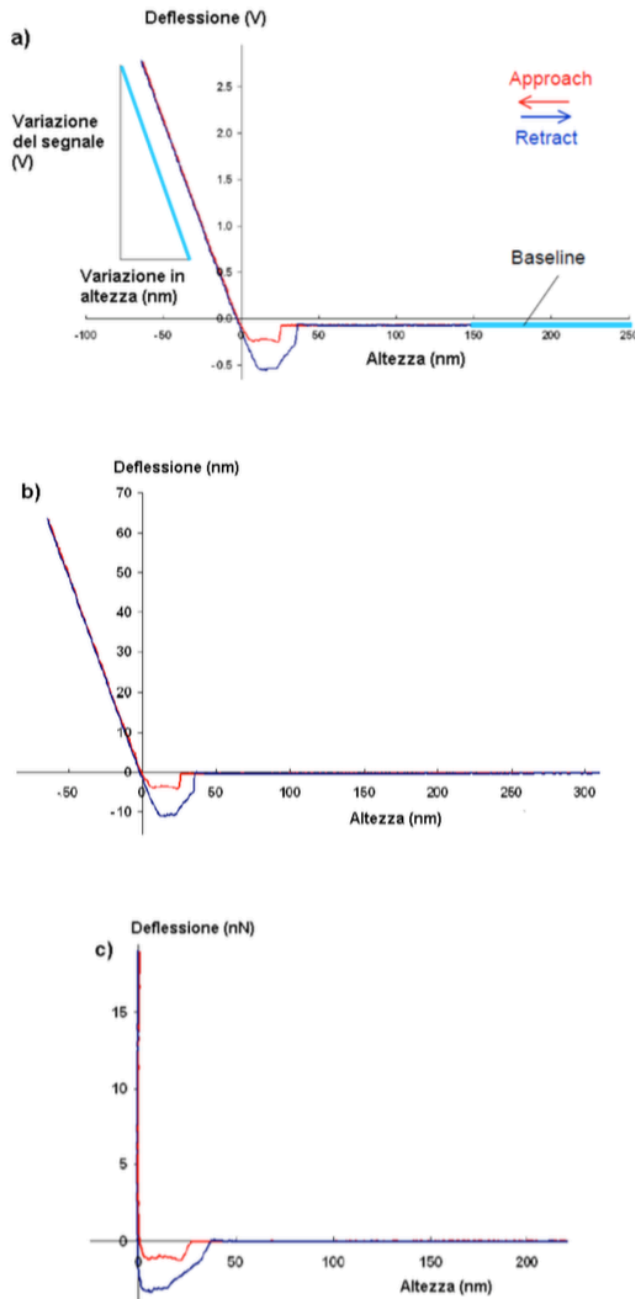 Deflessione (V)
a)
2.5
Approach
Variazione
del segnale
(V)
2.0
Retract
1.5
1.0
Variazione in
altezza (nm)
0.5
Baseline
-100
-50
0
50
100
150
200
250
Altezza (nm)
-0.5
Deflessione (nm)
b)
70
60
50
40
30
20
10
0
-50
0
50
100
150
200
250
300
-10
Altezza (nm)
Deflessione (nN)
c)
15
10
5
0
50
100
150
200
Altezza (nm)